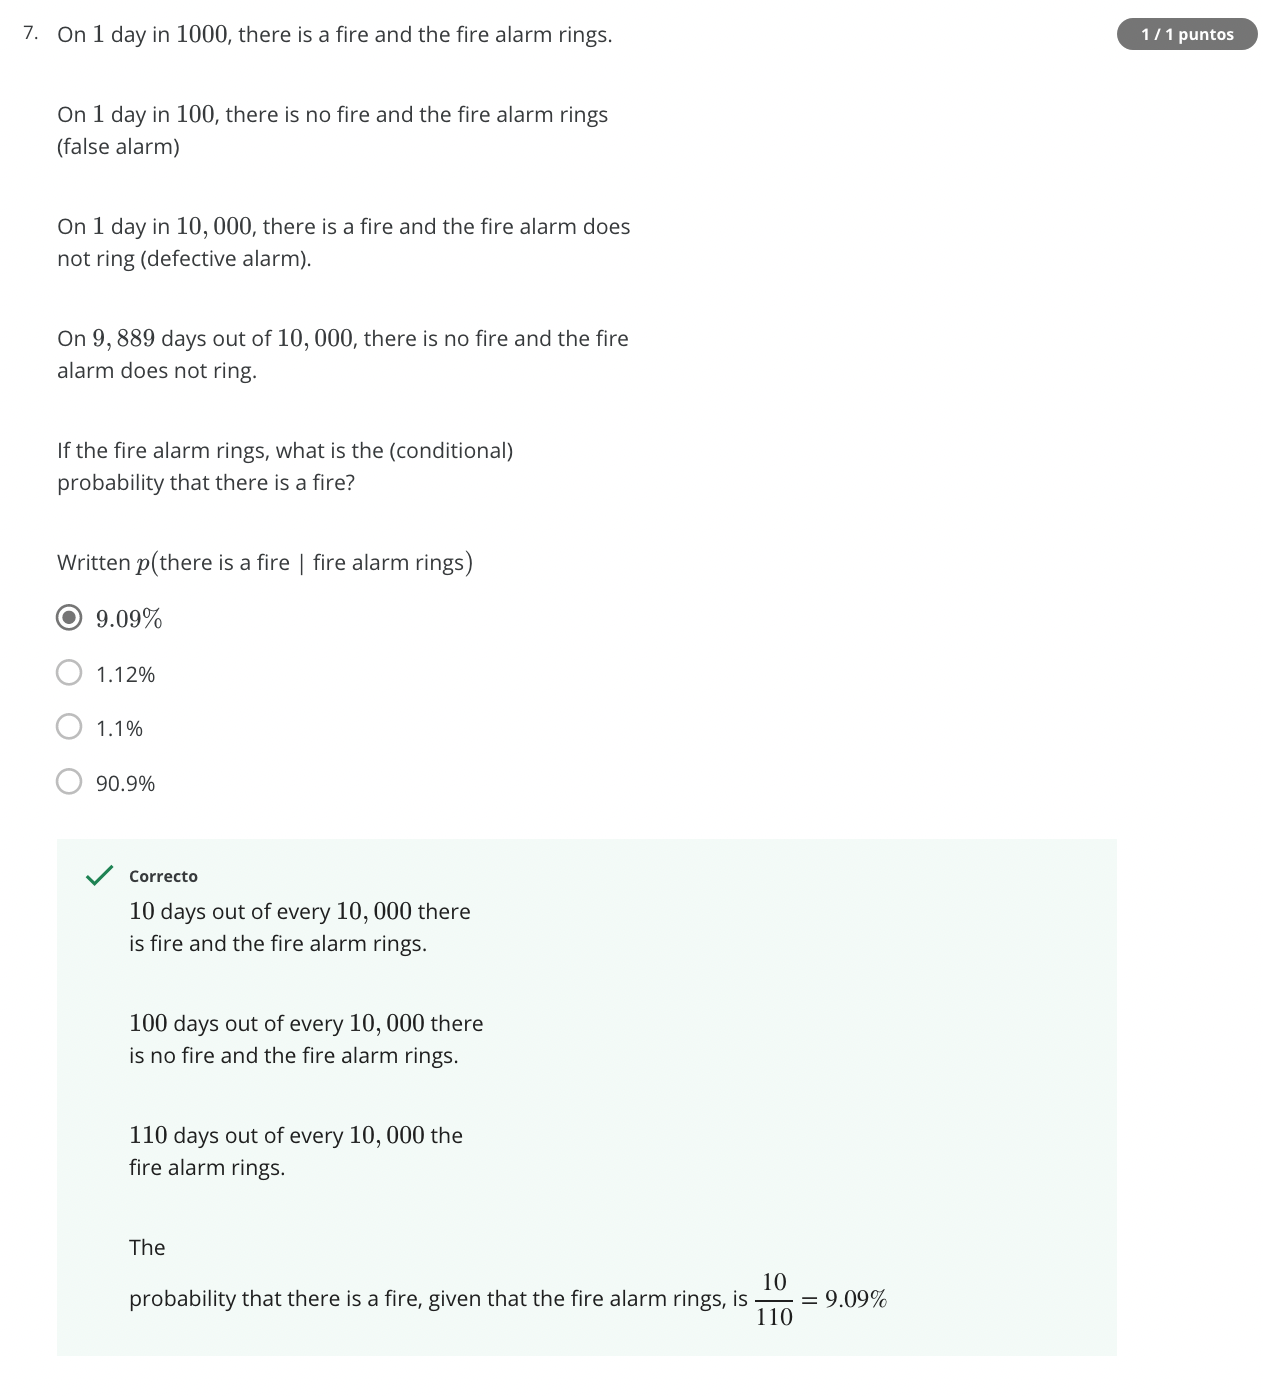 7. On 1 day in 1000, there is a fire and the fire alarm rings.
1 / 1 puntos
On 1 day in 100, there is no fire and the fire alarm rings
(false alarm)
On 1 day in 10, 000, there is a fire and the fire alarm does
not ring (defective alarm).
On 9, 889 days out of 10, 000, there is no fire and the fire
alarm does not ring.
If the fire alarm rings, what is the (conditional)
probability that there is a fire?
Written p(there is a fire | fire alarm rings)
9.09%
1.12%
1.1%
90.9%
Correcto
10 days out of every 10, 000 there
is fire and the fire alarm rings.
100 days out of every 10, 000 there
is no fire and the fire alarm rings.
110 days out of every 10, 000 the
fire alarm rings.
The
probability that there is a fire, given that the fire alarm rings, is 10/110 = 9.09%